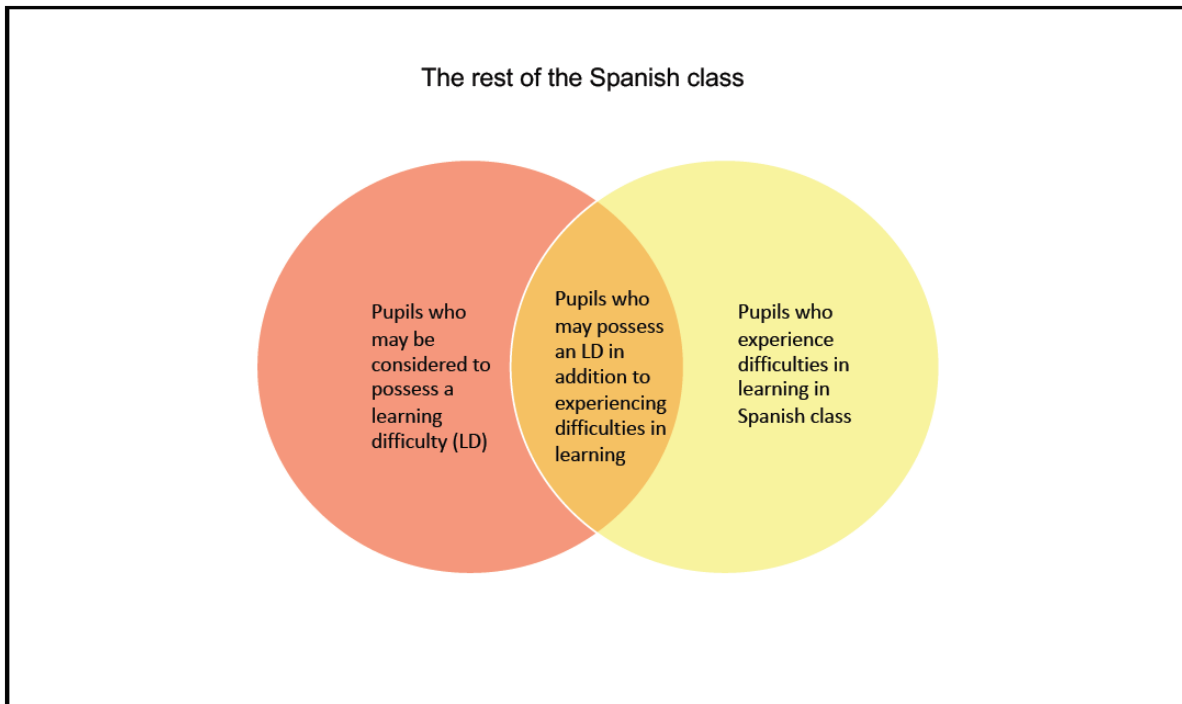 The rest of the Spanish class
Pupils who
may be
considered to
possess a
learning
difficulty (LD)
Pupils who
may possess
an LD in
addition to
experiencing
difficulties in
learning
Pupils who
experience
difficulties in
learning in
Spanish class